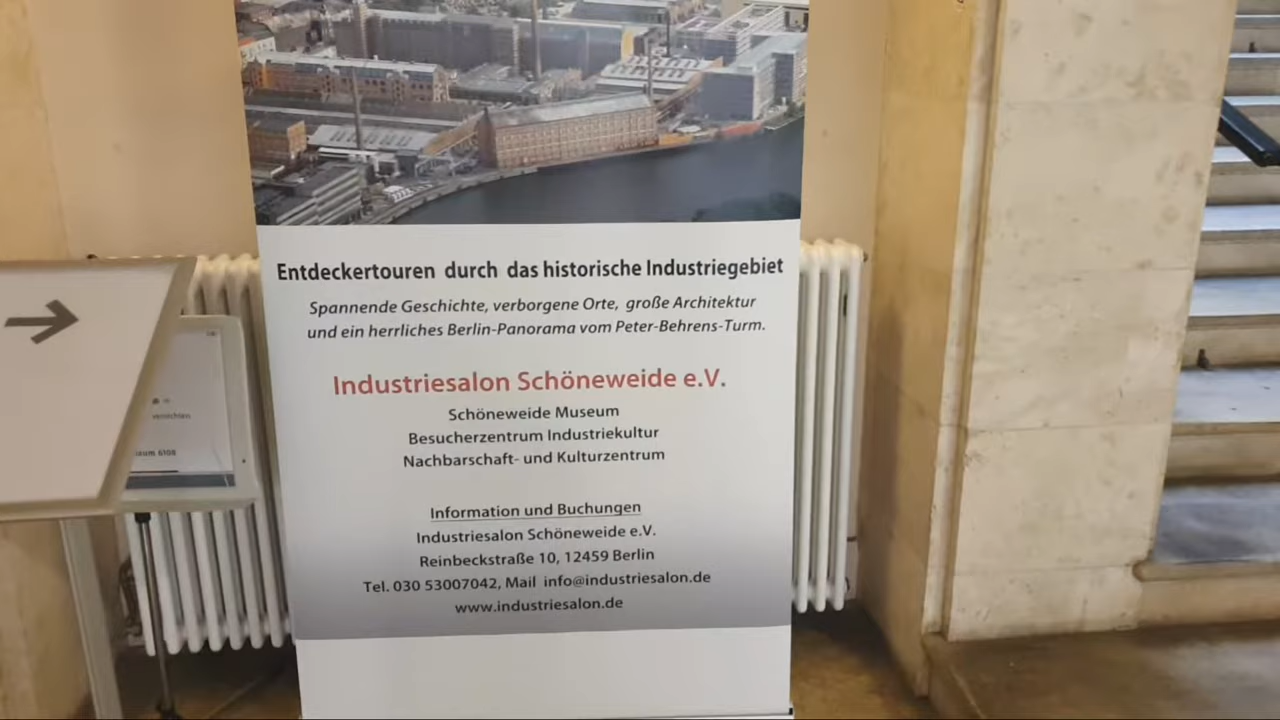 Entdeckertouren durch das historische Industriegebiet
Spannende Geschichte, verborgene Orte, große Architektur
und ein herrliches Berlin-Panorama vom Peter-Behrens-Turm.
Industriesalon Schöneweide e.V.
Schöneweide Museum
Besucherzentrum Industriekultur
Nachbarschaft- und Kulturzentrum
Information und Buchungen
Industriesalon Schöneweide e.V.
Reinbeckstraße 10, 12459 Berlin
Tel. 030 53007042, Mail info@industriesalon.de
www.industriesalon.de